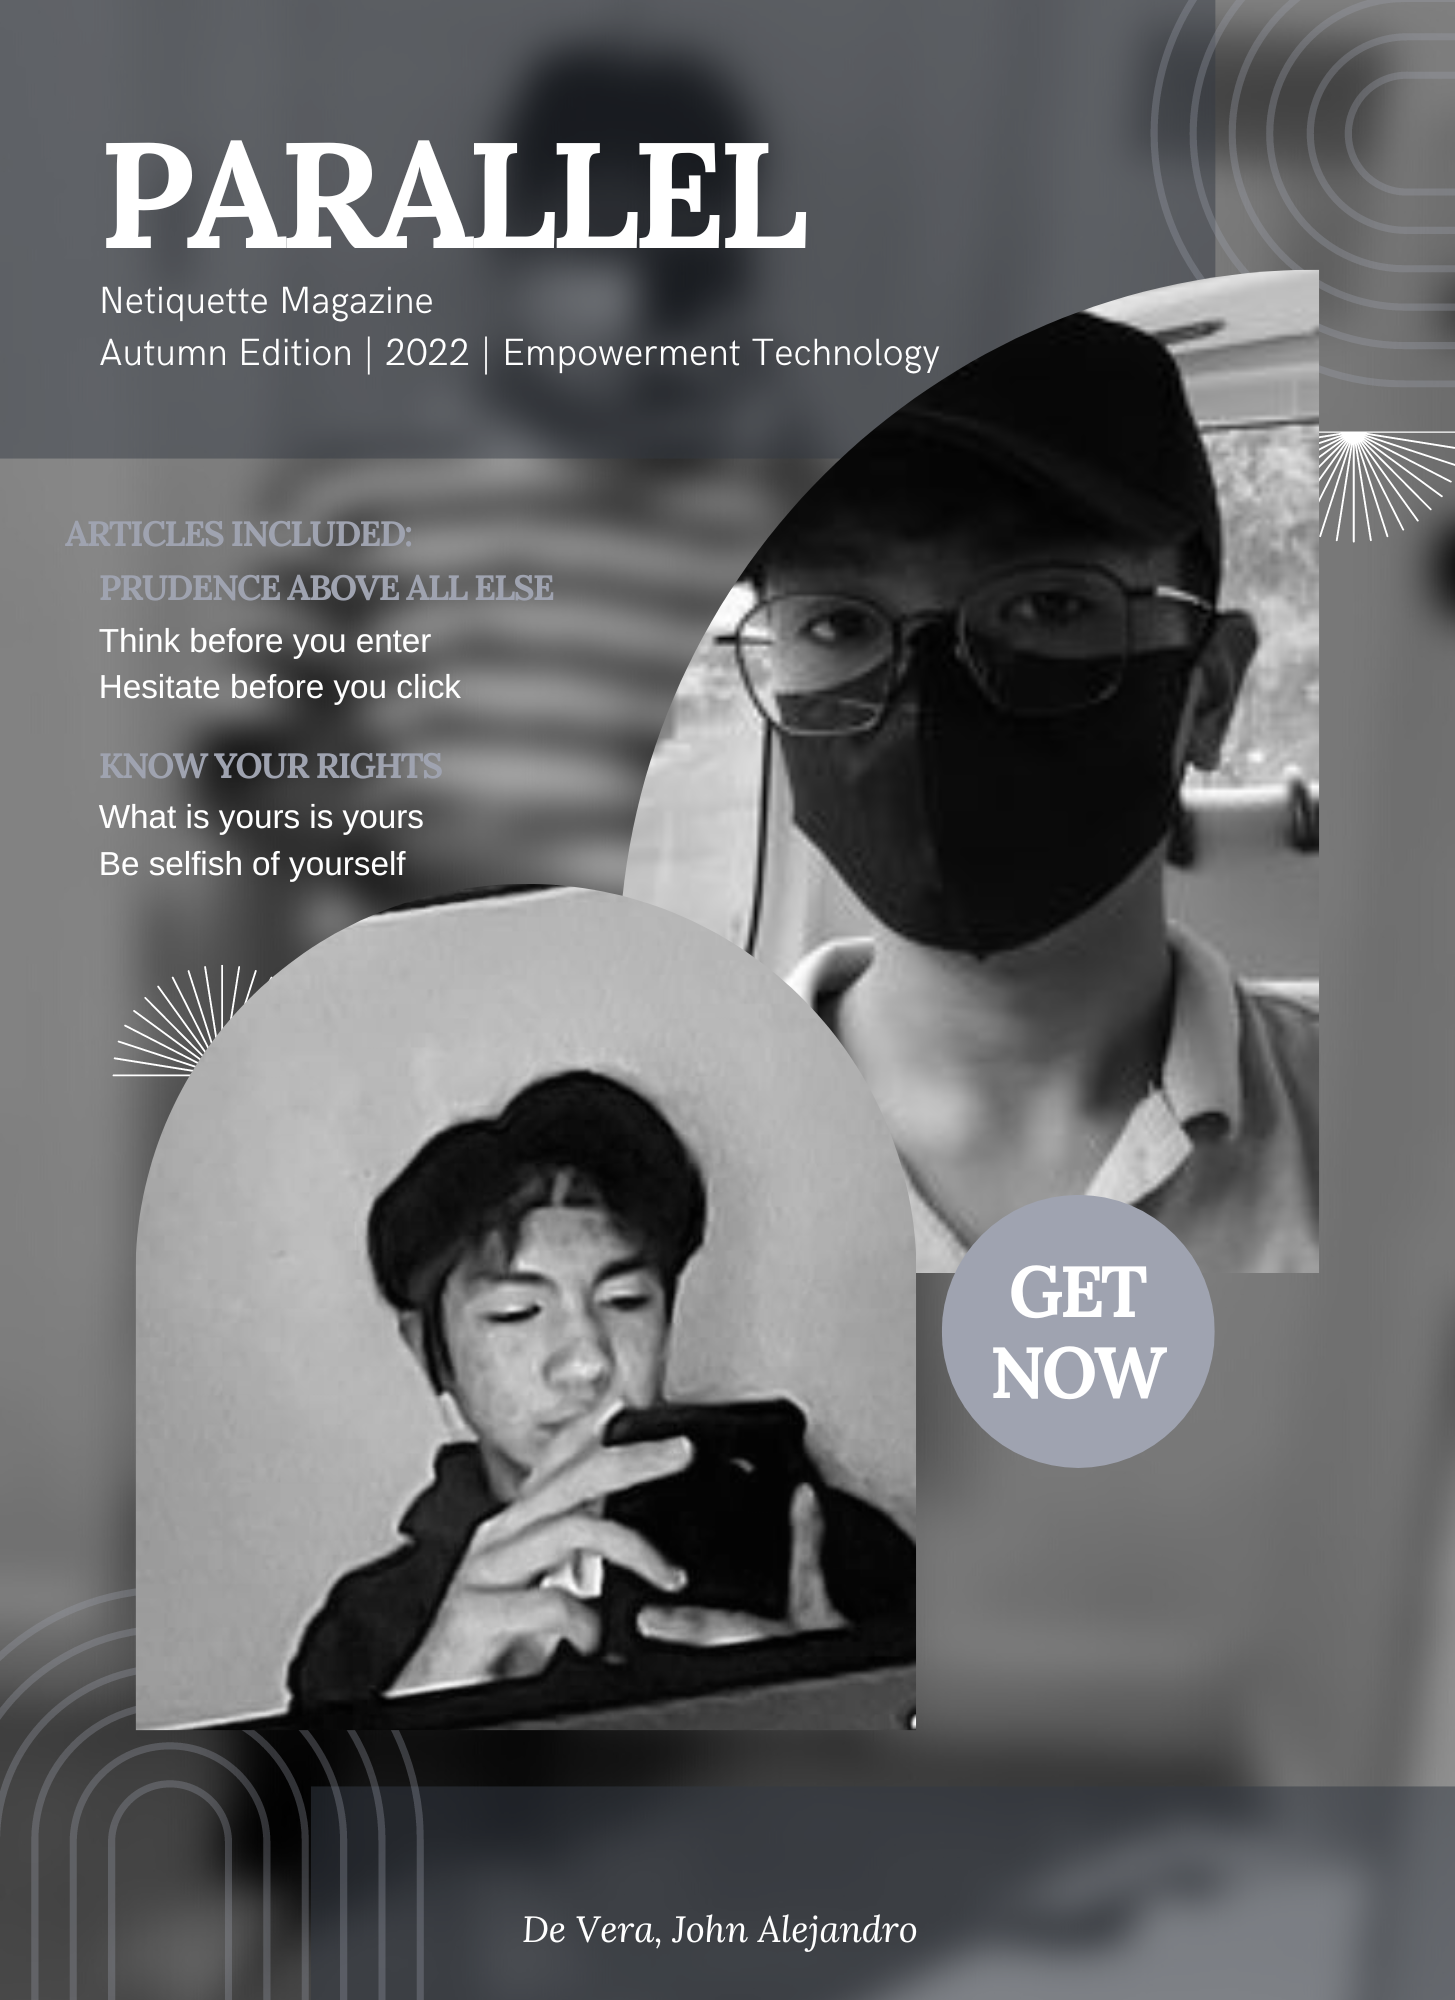 PARALLEL
Netiquette Magazine
Autumn Edition | 2022 | Empowerment Technology
ARTICLES INCLUDED:
PRUDENCE ABOVE ALL ELSE
Think before you enter
Hesitate before you click
KNOW YOUR RIGHTS
What is yours is yours
Be selfish of yourself
GET
NOW
De Vera, John Alejandro